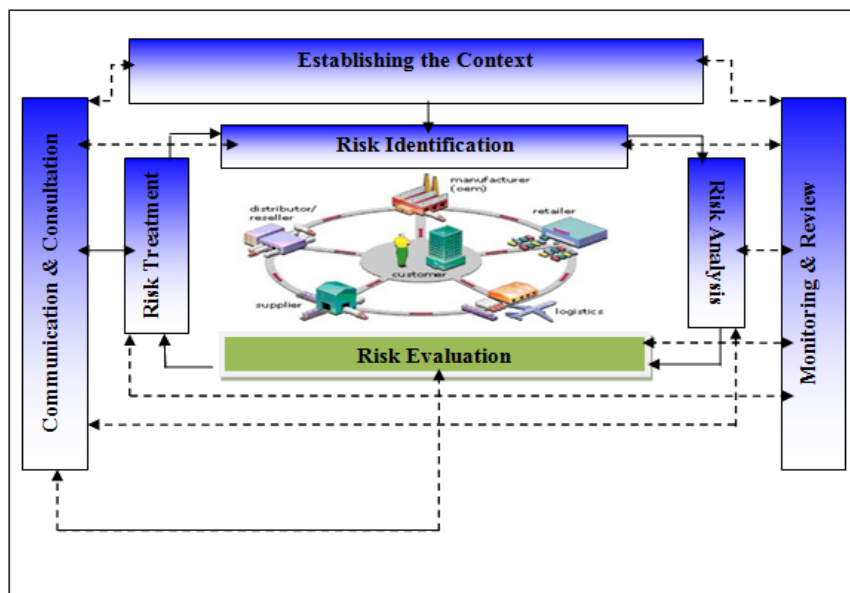 Establishing the Context
Communication & Consultation
Risk Identification
Monitoring & Review
Risk Treatment
manufacturer
(oem)
distributor/
reseller
retailer
Risk Analysis
customer
supplier
logistics
Risk Evaluation